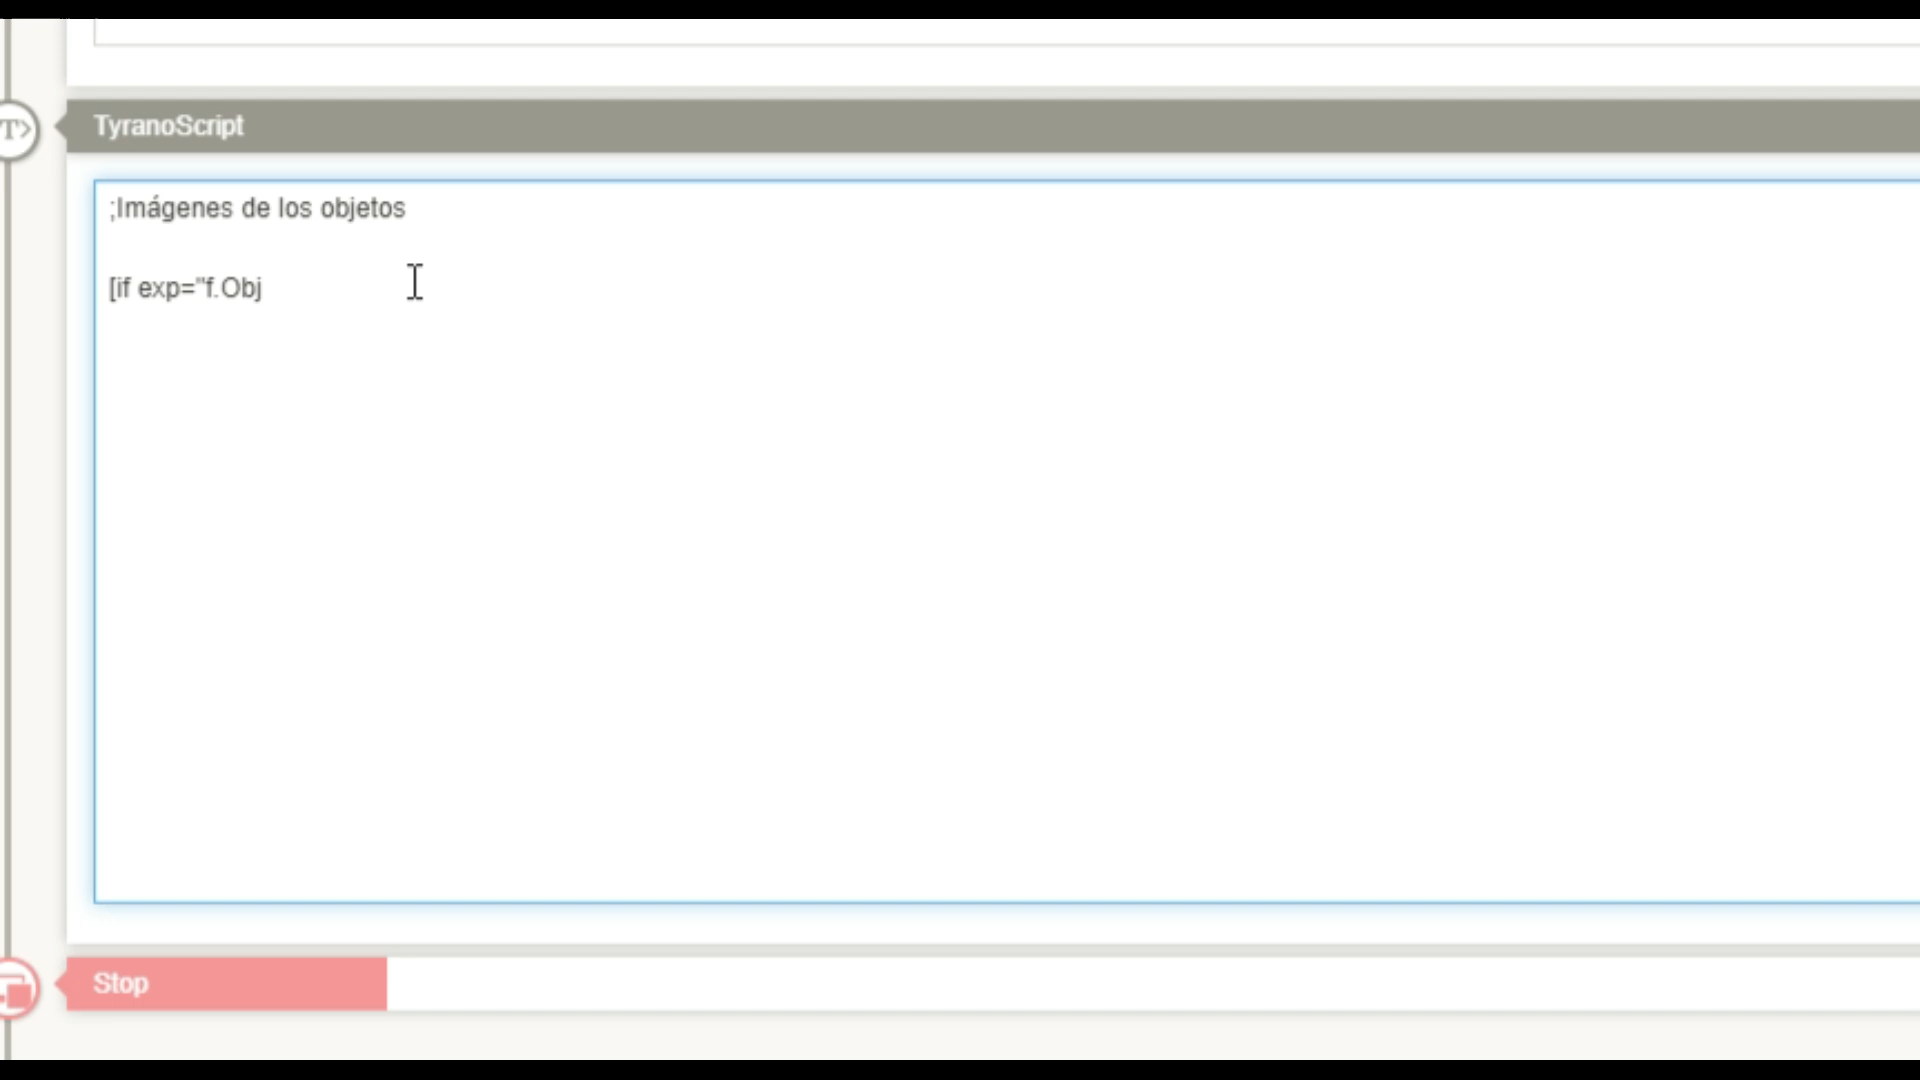 T>
TyranoScript
;Imágenes de los objetos
[if exp="f.Obj
Stop